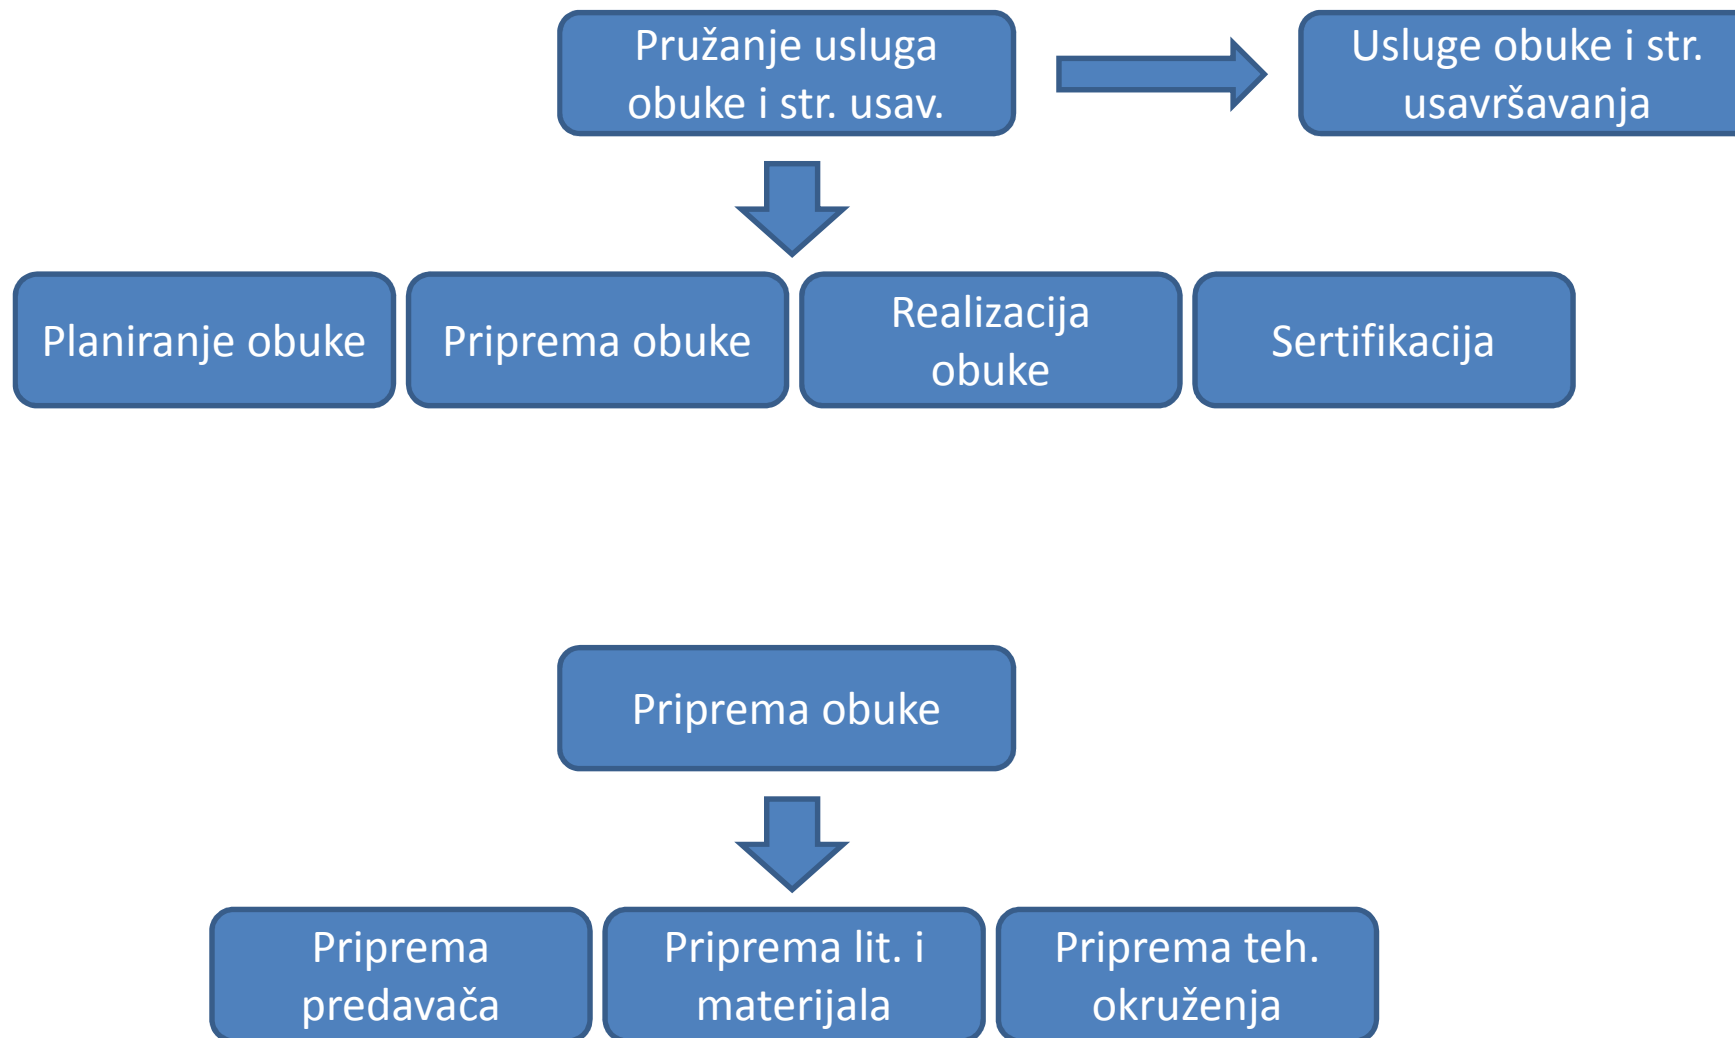 Pružanje usluga
obuke i str. usav.
Usluge obuke i str.
usavršavanja
Planiranje obuke
Priprema obuke
Realizacija
obuke
Sertifikacija
Priprema obuke
Priprema
predavača
Priprema lit. i
materijala
Priprema teh.
okruženja